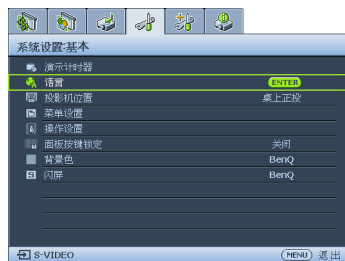 系统设置:基本
演示计时器
语言 ENTER
投影机位置 桌上正投
菜单设置
操作设置
面板按键锁定 关闭
背景色 BenQ
闪屏 BenQ
S-VIDEO MENU 退出